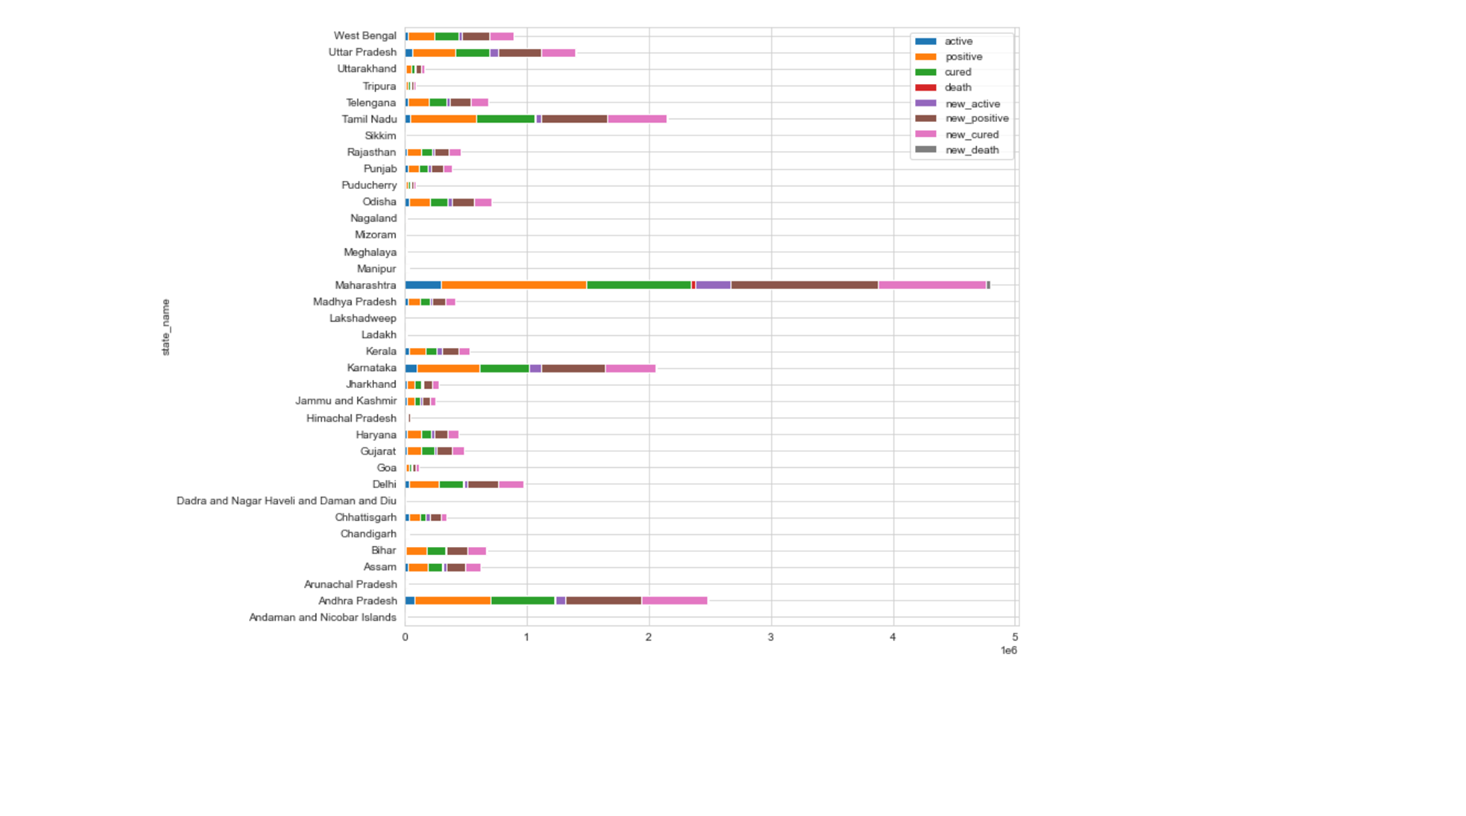 West Bengal
Uttar Pradesh
Uttarakhand
Tripura
Telengana
Tamil Nadu
Sikkim
Rajasthan
Punjab
Puducherry
Odisha
Nagaland
Mizoram
Meghalaya
Manipur
Maharashtra
Madhya Pradesh
Lakshadweep
Ladakh
Kerala
Karnataka
Jharkhand
Jammu and Kashmir
Himachal Pradesh
Haryana
Gujarat
Goa
Delhi
Dadra and Nagar Haveli and Daman and Diu
Chhattisgarh
Chandigarh
Bihar
Assam
Arunachal Pradesh
Andhra Pradesh
Andaman and Nicobar Islands
state_name
0 1 2 3 4 5
1e6
active
positive
cured
death
new_active
new_positive
new_cured
new_death